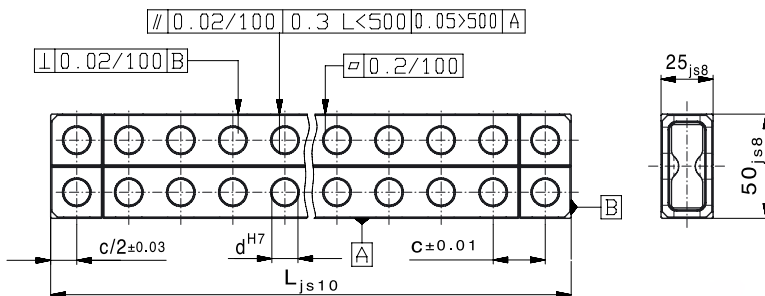 // 0.02/100 0.3 L<500 0.05>500 A
⊥ 0.02/100 B
⏥ 0.2/100
25js8
50js8
B
A
c/2±0.03
dH7
c±0.01
Ljs10